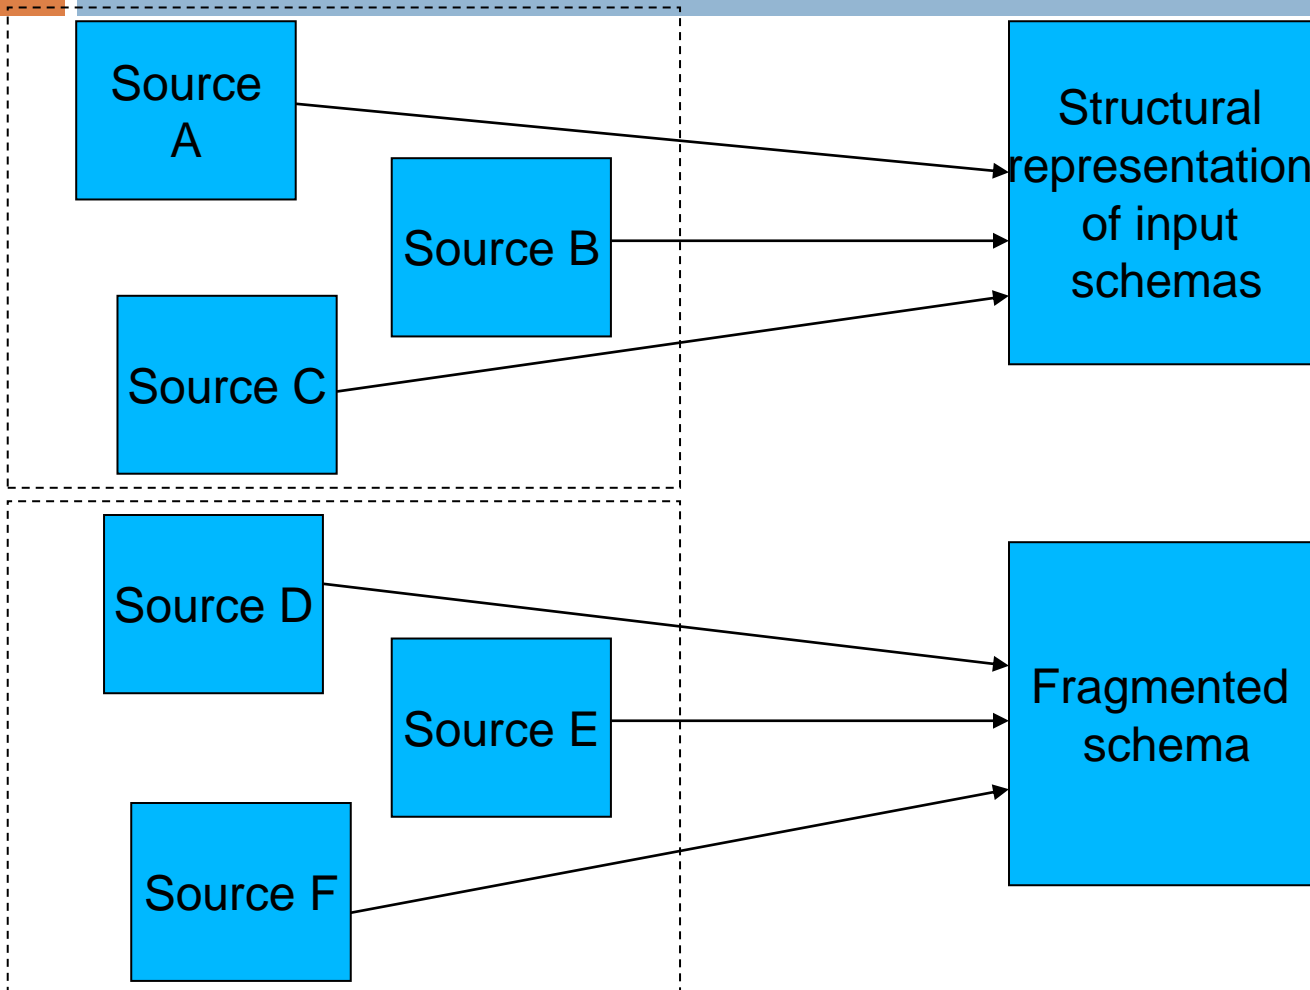 Source
A
Source B
Source C
Structural
representation
of input
schemas
Source D
Source E
Source F
Fragmented
schema